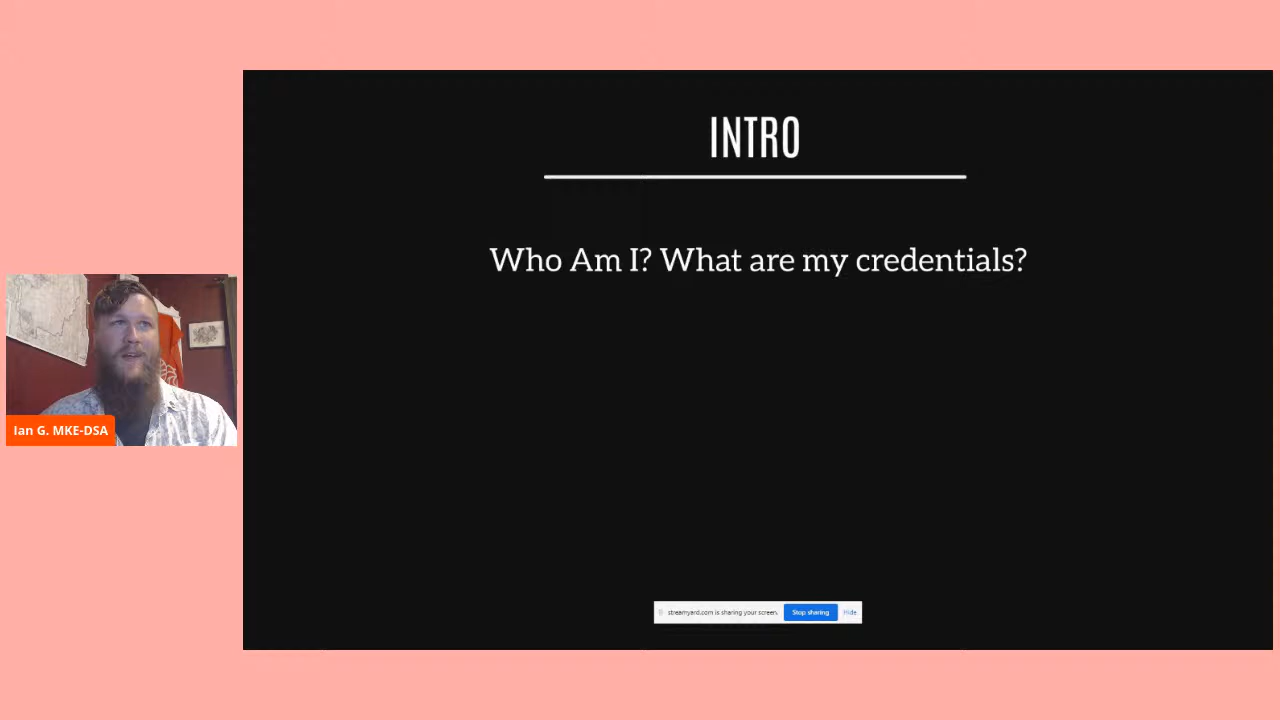 INTRO
Who Am I? What are my credentials?
Ian G. MKE-DSA
streamyard.com is sharing your screen.
Stop sharing
Hide